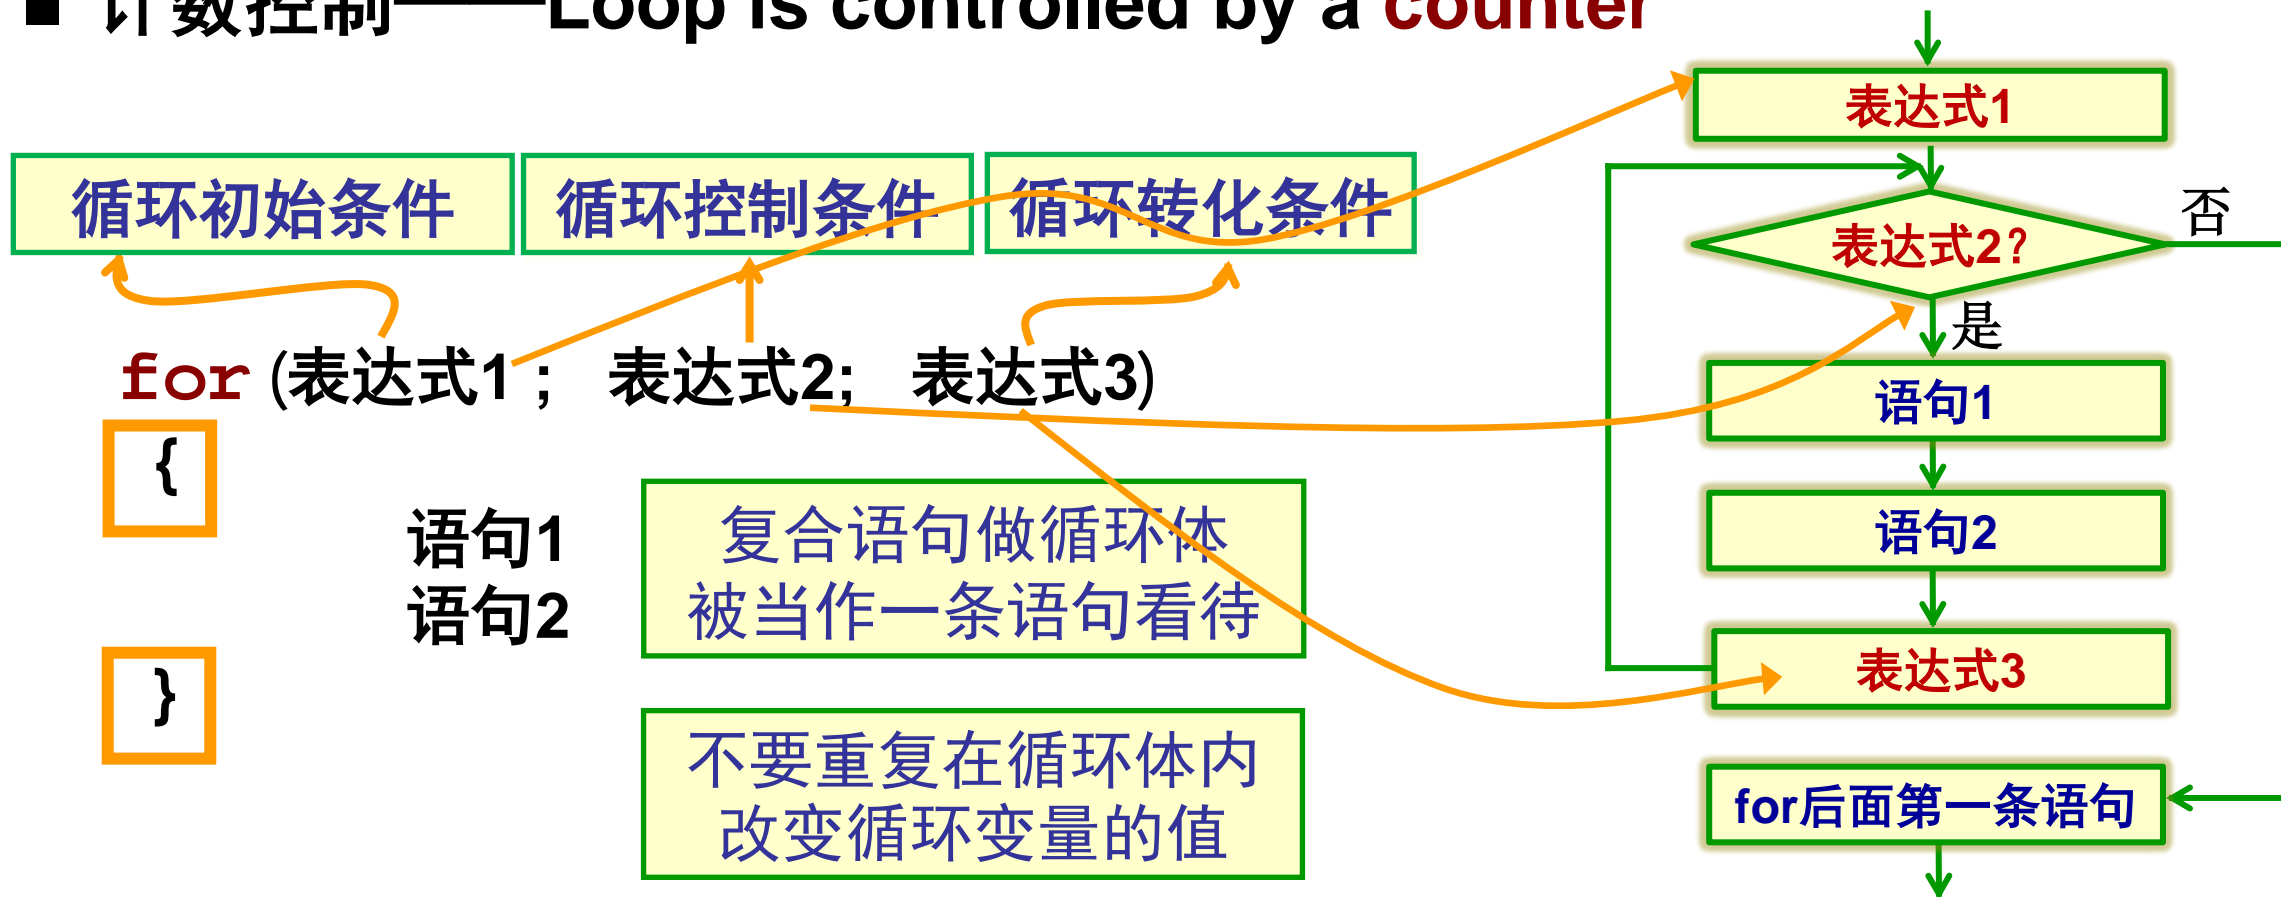 计数控制——Loop is controlled by a counter
循环初始条件
循环控制条件
循环转化条件
for (表达式1 ; 表达式2; 表达式3)
{
语句1
语句2
}
复合语句做循环体
被当作一条语句看待
不要重复在循环体内
改变循环变量的值
表达式1
表达式2?
否
是
语句1
语句2
表达式3
for后面第一条语句